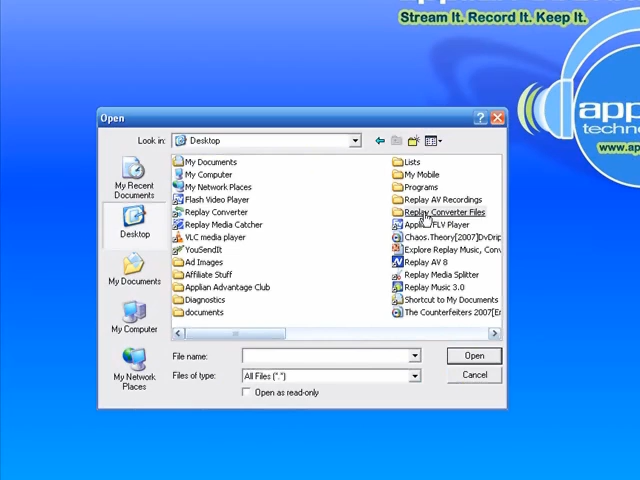 Stream It. Record It. Keep It.
Open
Look in:
Desktop
My Recent
Documents
Desktop
My Documents
My Computer
My Network
Places
My Documents
My Computer
My Network Places
Flash Video Player
Replay Converter
Replay Media Catcher
VLC media player
YouSendIt
Ad Images
Affiliate Stuff
Applian Advantage Club
Diagnostics
documents
Lists
My Mobile
Programs
Replay AV Recordings
Replay Converter Files
Applian FLV Player
Chaos.Theory[2007]DvDrip
Explore Replay Music, Conv
Replay AV 8
Replay Media Splitter
Replay Music 3.0
Shortcut to My Documents
The Counterfeiters 2007[En
File name:
Open
Files of type:
All Files (*.*)
Cancel
Open as read-only
appl
techno
www.ap